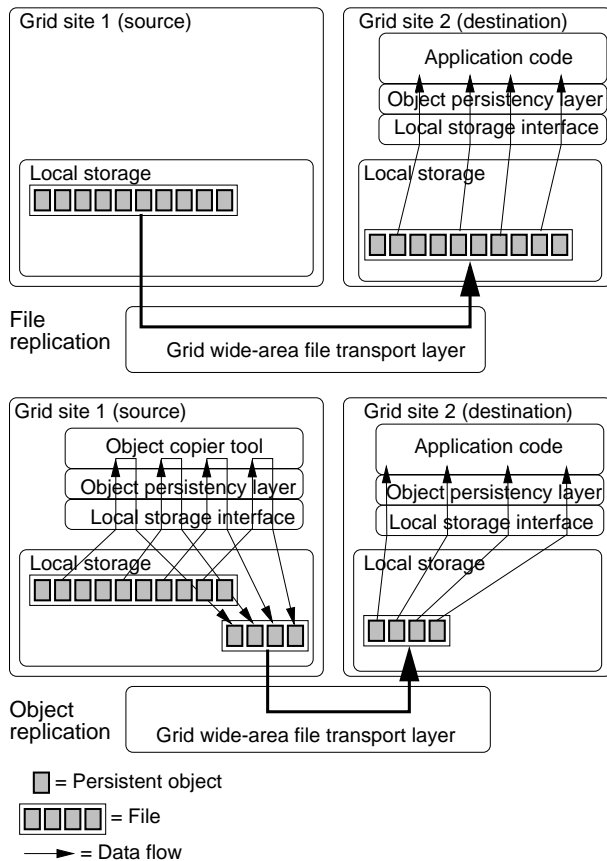 Grid site 1 (source)
Local storage
Grid site 2 (destination)
Application code
Object persistency layer
Local storage interface
Local storage
File
replication
Grid wide-area file transport layer
Grid site 1 (source)
Object copier tool
Object persistency layer
Local storage interface
Local storage
Grid site 2 (destination)
Application code
Object persistency layer
Local storage interface
Local storage
Object
replication
Grid wide-area file transport layer
= Persistent object
= File
= Data flow